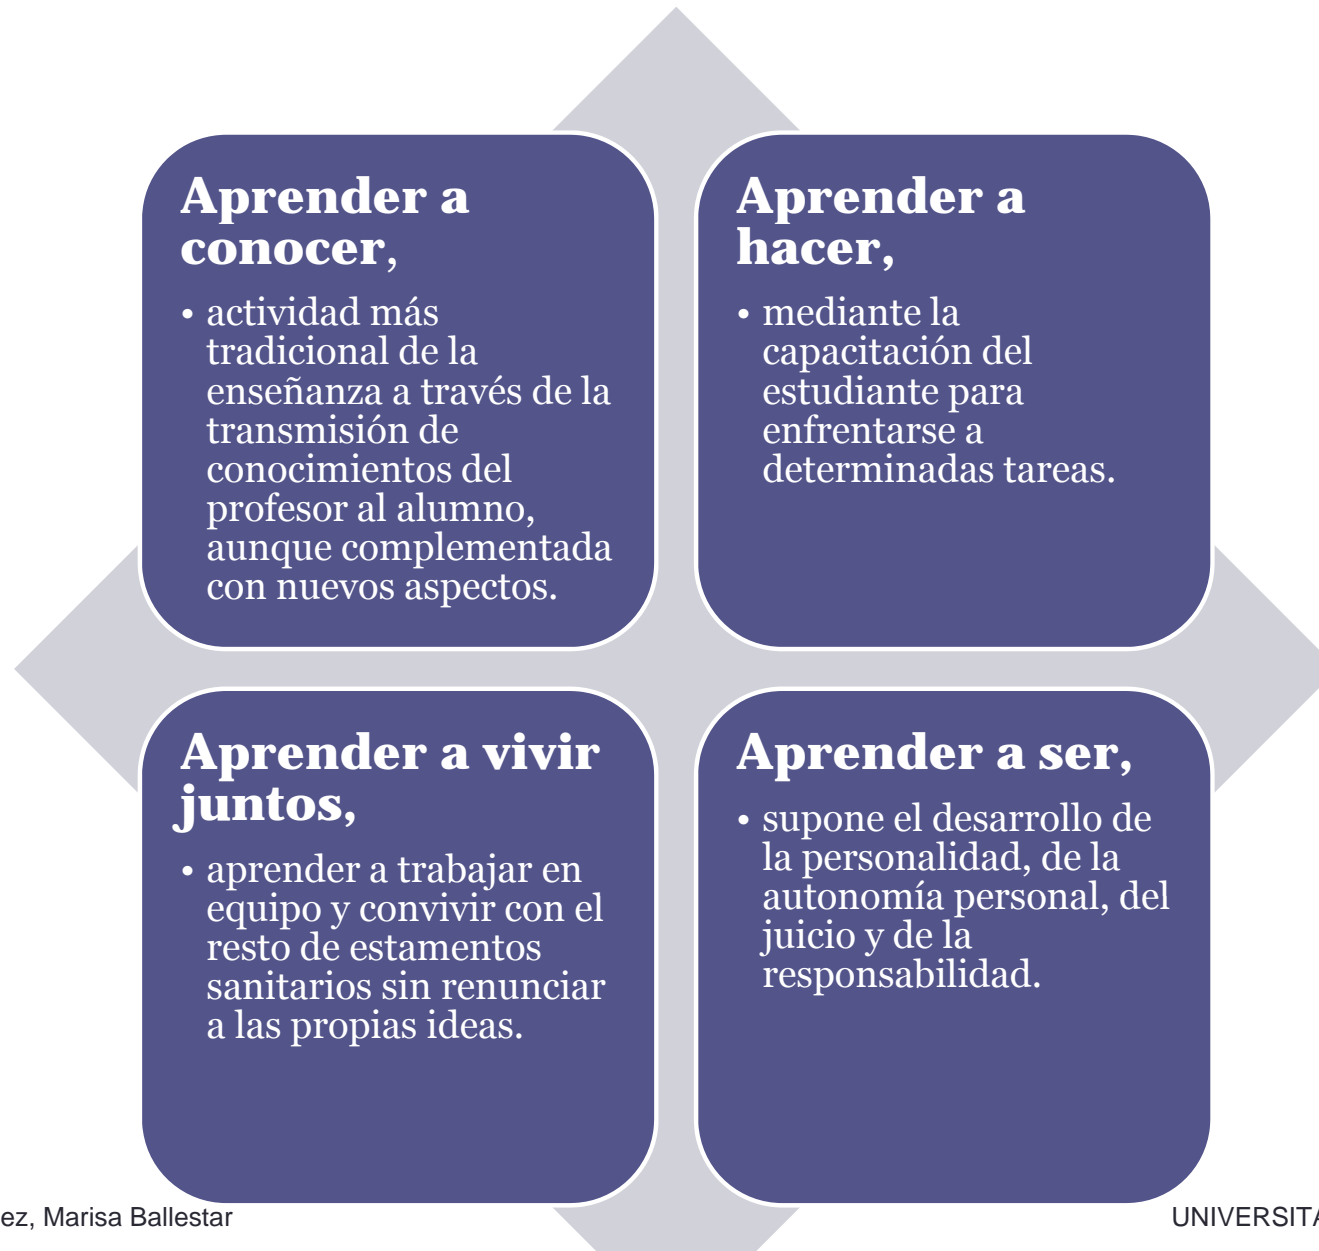 Aprender a
conocer,
• actividad más
tradicional de la
enseñanza a través de la
transmisión de
conocimientos del
profesor al alumno,
aunque complementada
con nuevos aspectos.
Aprender a
hacer,
• mediante la
capacitación del
estudiante para
enfrentarse a
determinadas tareas.
Aprender a vivir
juntos,
• aprender a trabajar en
equipo y convivir con el
resto de estamentos
sanitarios sin renunciar
a las propias ideas.
Aprender a ser,
• supone el desarrollo de
la personalidad, de la
autonomía personal, del
juicio y de la
responsabilidad.
ez, Marisa Ballestar
UNIVERSITA